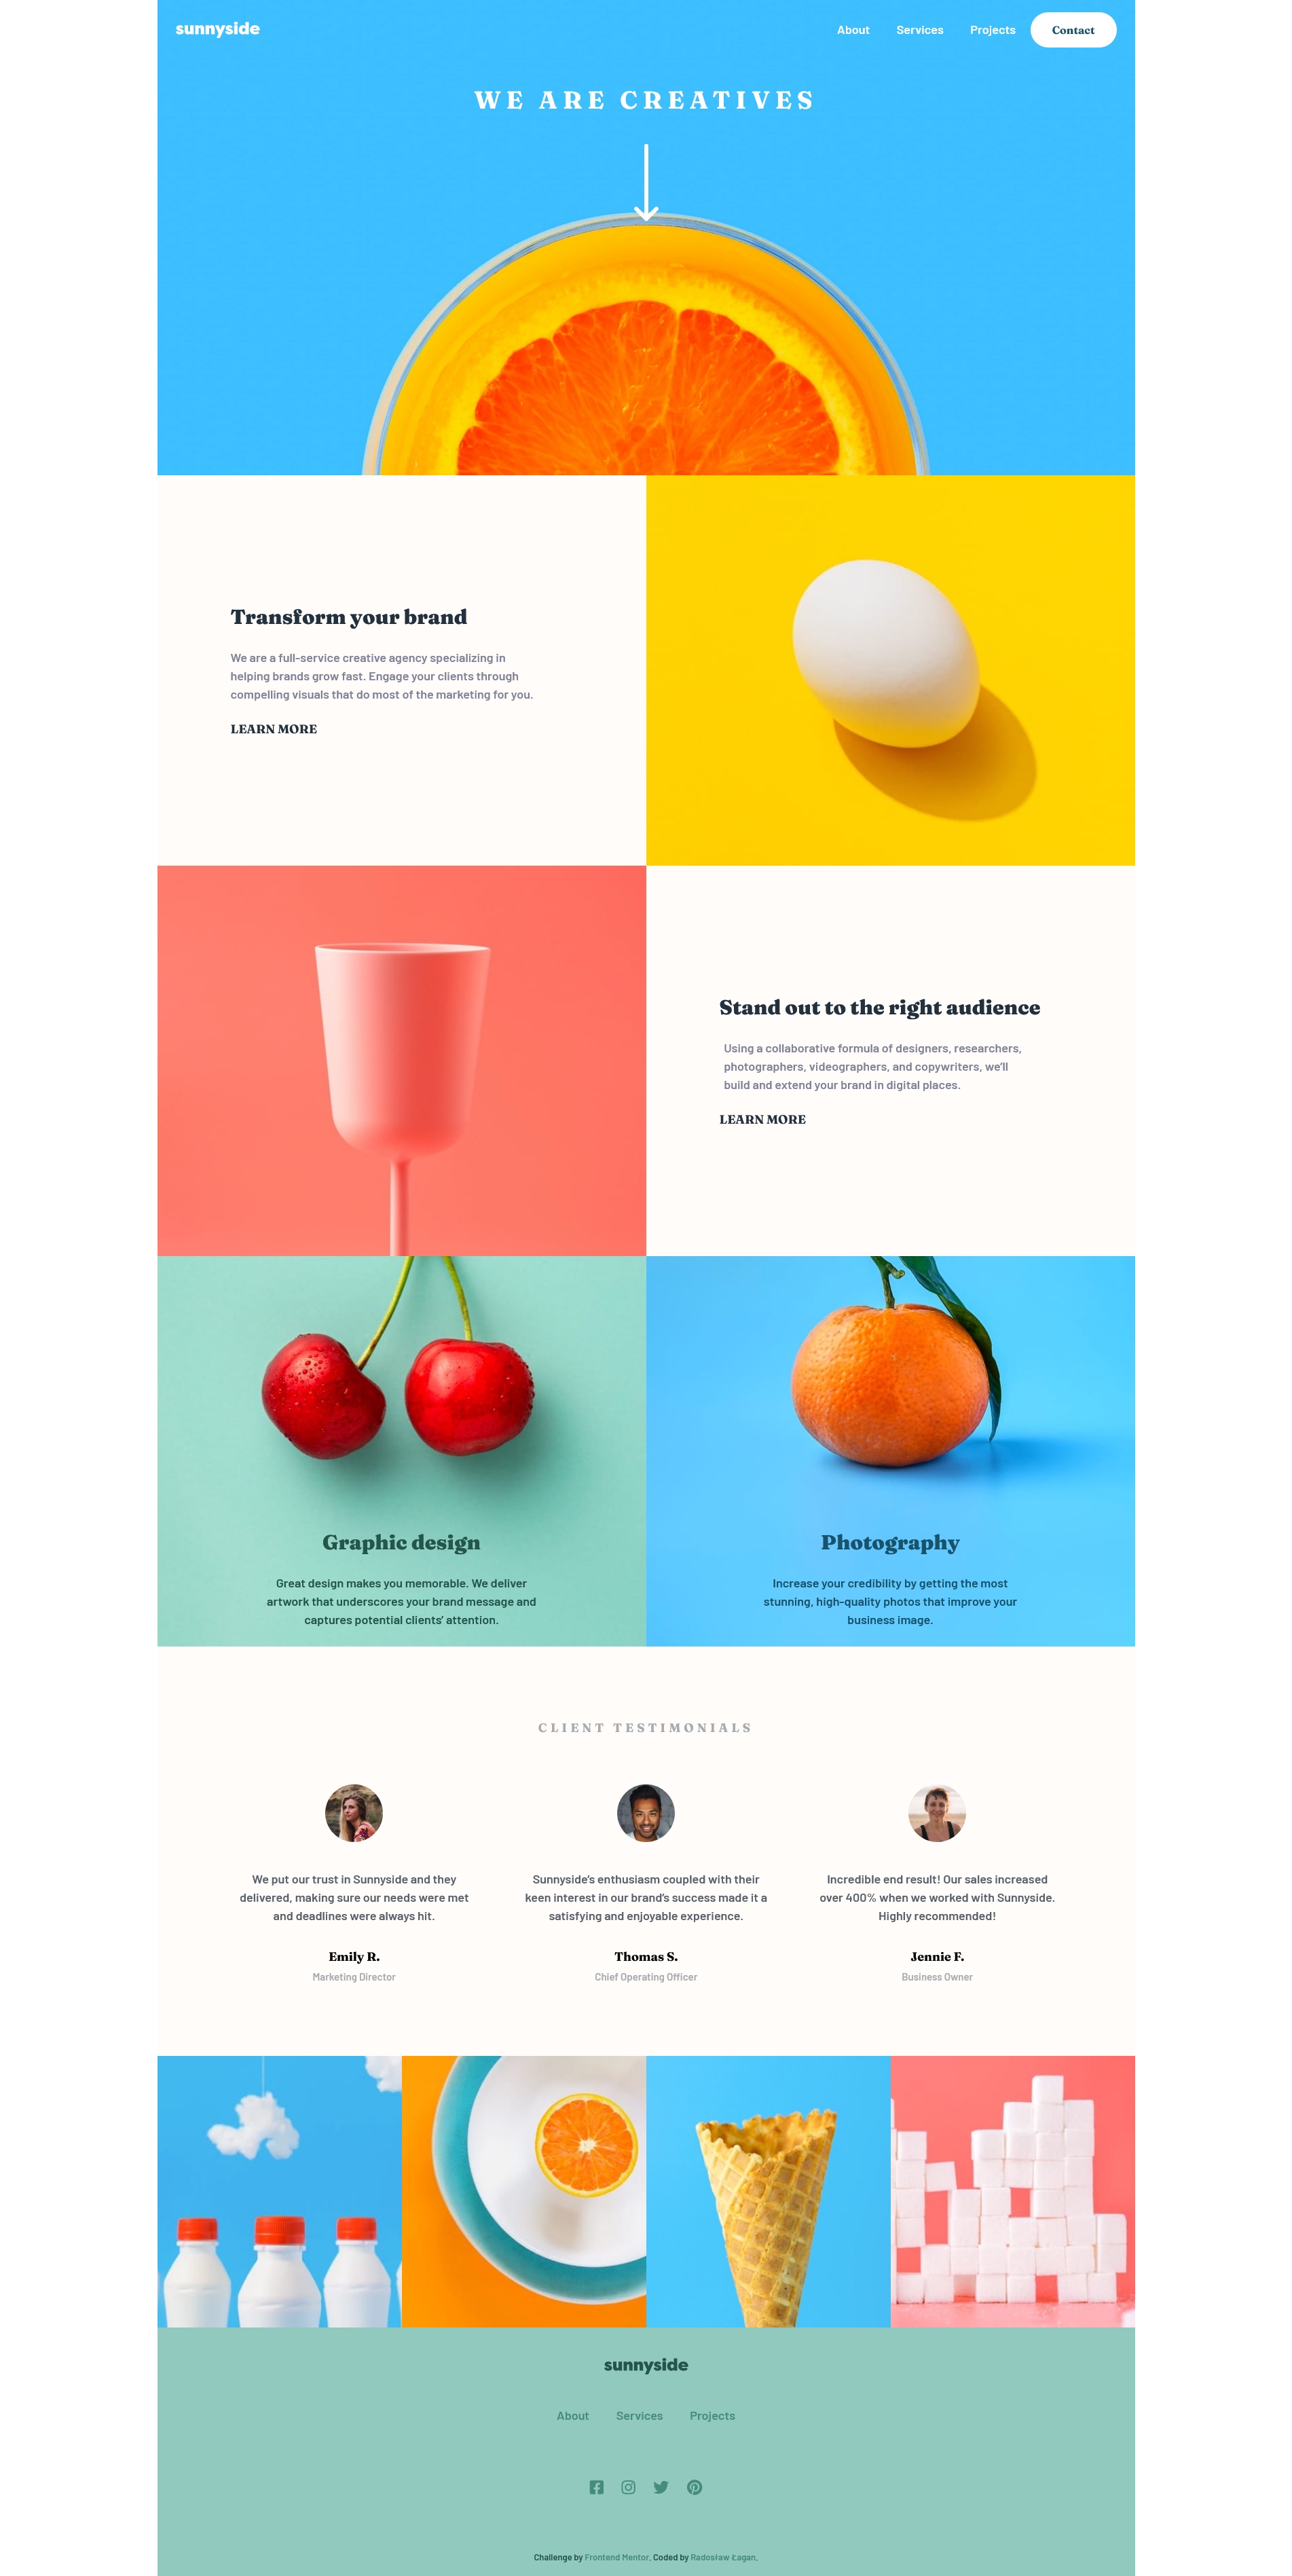 sunnyside
About Services Projects Contact
WE ARE CREATIVES
Transform your brand
We are a full-service creative agency specializing in
helping brands grow fast. Engage your clients through
compelling visuals that do most of the marketing for you.
LEARN MORE
Stand out to the right audience
Using a collaborative formula of designers, researchers,
photographers, videographers, and copywriters, we'll
build and extend your brand in digital places.
LEARN MORE
Graphic design
Great design makes you memorable. We deliver
artwork that underscores your brand message and
captures potential clients' attention.
Photography
Increase your credibility by getting the most
stunning, high-quality photos that improve your
business image.
CLIENT TESTIMONIALS
We put our trust in Sunnyside and they
delivered, making sure our needs were met
and deadlines were always hit.
Emily R.
Marketing Director
Sunnyside's enthusiasm coupled with their
keen interest in our brand's success made it a
satisfying and enjoyable experience.
Thomas S.
Chief Operating Officer
Incredible end result! Our sales increased
over 400% when we worked with Sunnyside.
Highly recommended!
Jennie F.
Business Owner
sunnyside
About Services Projects
Challenge by Frontend Mentor. Coded by Radosław Łagan.